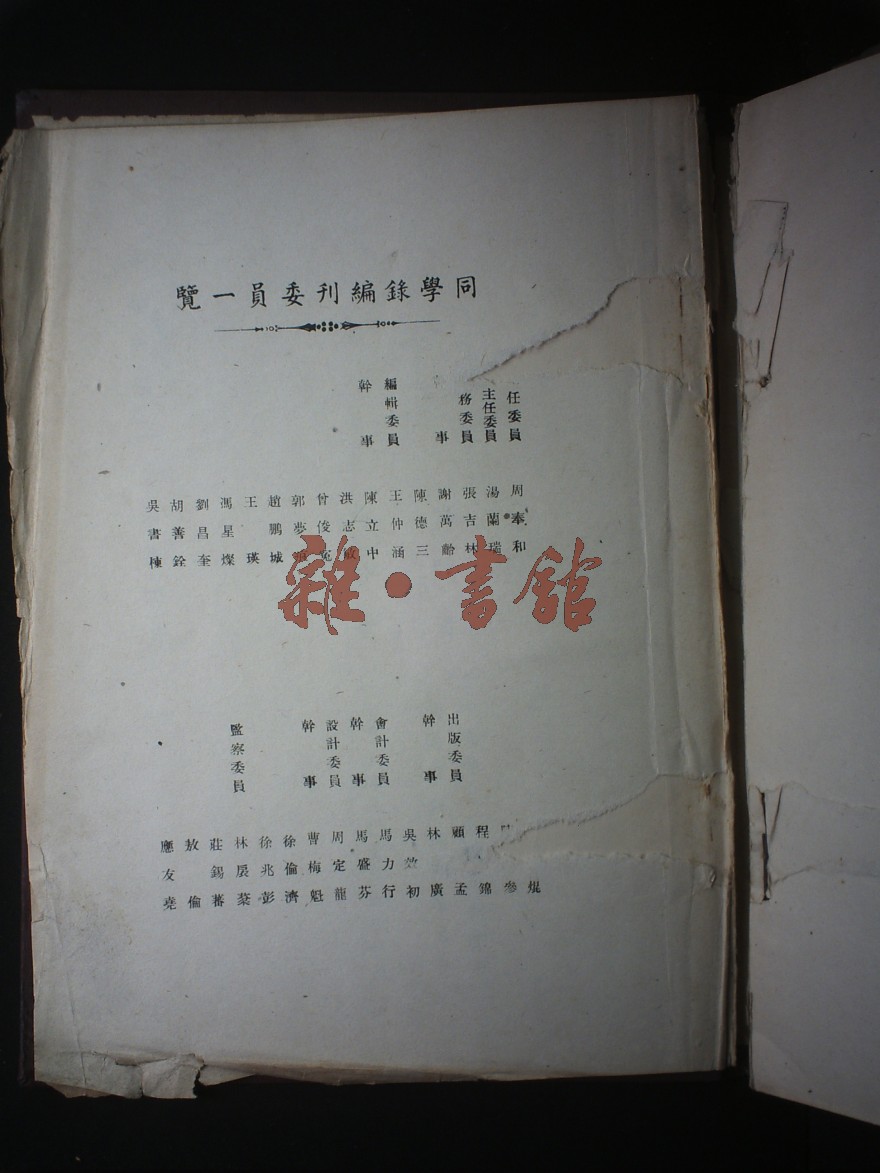 同學錄編刊委員一覽
任委員
主任委員
務委員
事
編輯委員
幹事
周奉和
湯蘭瑞
張吉林
謝萬齡
陳德三
王仲涵
陳立中
洪志
曾俊
郭夢
趙鵬城
王瑛
馮星燦
劉昌奎
胡善銓
吳書棟
出版委員
幹事
會計委員
幹事
設計委員
幹事
監察委員
焜
參
程錦
顧孟
林廣
吳效初
馬力行
馬盛芬
周定龍
曹梅魁
徐倫濟
徐兆彭
林棻
莊錫蕃
敖倫
應友堯
雜·書館